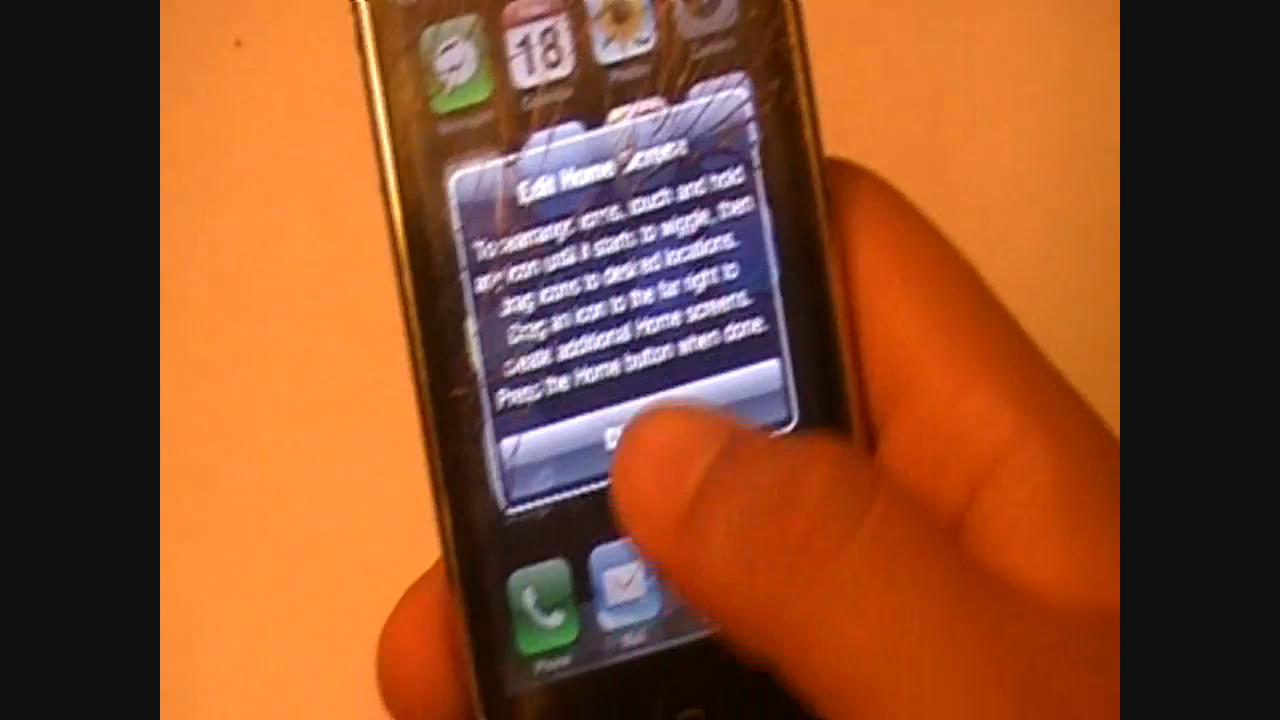 18
Edit Home Screen
To rearrange icons, touch and hold
any icon until it starts to wiggle, then
drag icons to desired locations.
Drag an icon to the far right to
create additional Home screens.
Press the Home button when done.
Phone
Mail